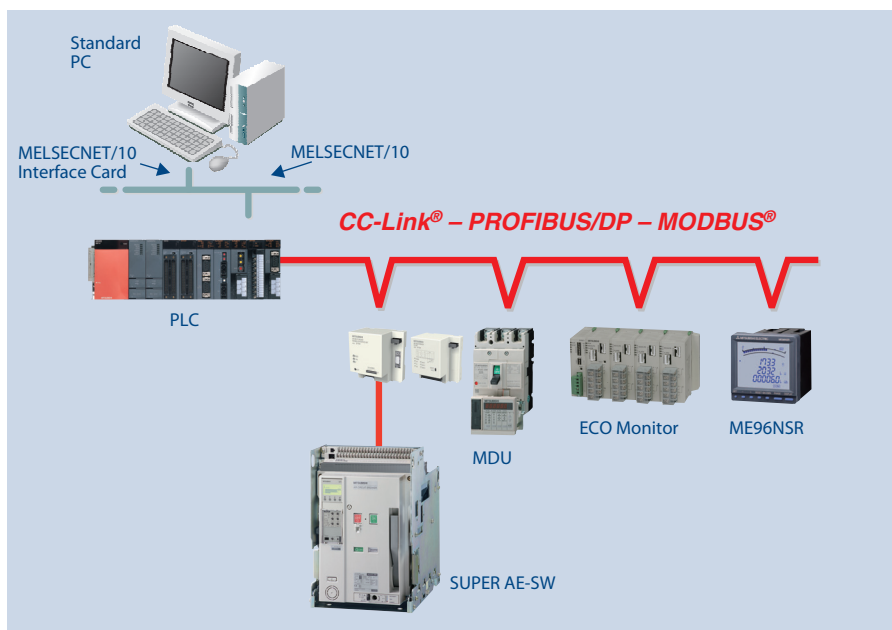 Standard
PC
MELSECNET/10
Interface Card
MELSECNET/10
CC-Link® – PROFIBUS/DP – MODBUS®
PLC
MDU
ECO Monitor
ME96NSR
SUPER AE-SW